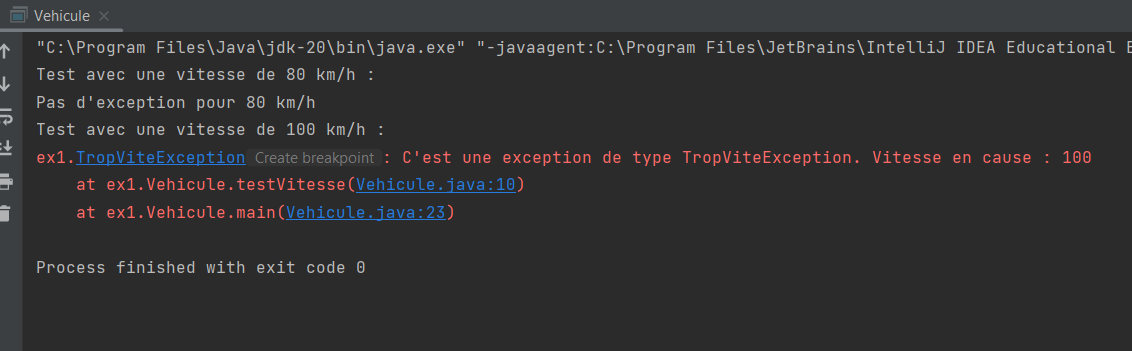 Vehicule
"C:\Program Files\Java\jdk-20\bin\java.exe" "-javaagent:C:\Program Files\JetBrains\IntelliJ IDEA Educational E
Test avec une vitesse de 80 km/h :
Pas d'exception pour 80 km/h
Test avec une vitesse de 100 km/h :
ex1.TropViteException Create breakpoint : C'est une exception de type TropViteException. Vitesse en cause : 100
at ex1.Vehicule.testVitesse(Vehicule.java:10)
at ex1.Vehicule.main(Vehicule.java:23)
Process finished with exit code 0